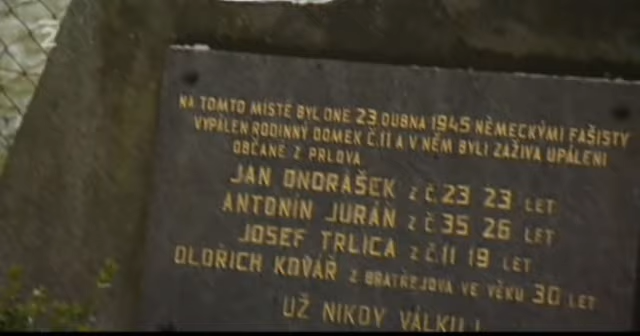 NA TOMTO MÍSTĚ BYL DNE 23 DUBNA 1945 NĚMECKÝMI FAŠISTY
VYPÁLEN RODINNÝ DOMEK Č.11 A V NĚM BYLI ZAŽIVA UPÁLENI
OBČANÉ Z PRLOVA
JAN ONDRÁŠEK Z Č.23 23 LET
ANTONÍN JURÁŇ Z Č.35 26 LET
JOSEF TRLICA Z Č.11 19 LET
OLDŘICH KOVÁŘ Z BRATŘEJOVA VE VĚKU 30 LET
UŽ NIKDY VÁLKU!